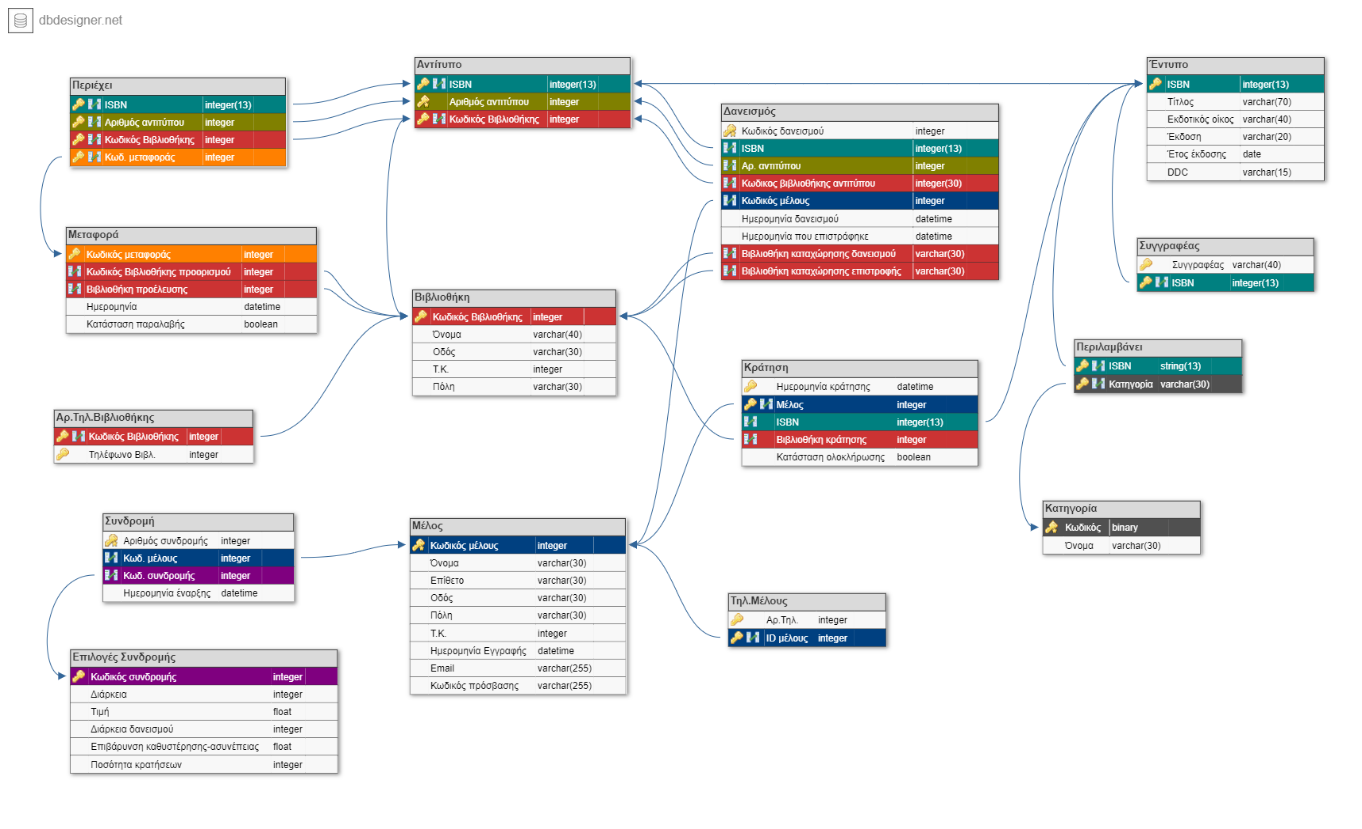 dbdesigner.net
Περιέχει
ISBN integer(13)
Αριθμός αντιτύπου integer
Κωδικός Βιβλιοθήκης integer
Κωδ. μεταφοράς integer
Αντίτυπο
ISBN integer(13)
Αριθμός αντιτύπου integer
Κωδικός Βιβλιοθήκης integer
Δανεισμός
Κωδικός δανεισμού integer
ISBN integer(13)
Αρ. αντιτύπου integer
Κωδικος βιβλιοθήκης αντιτύπου integer(30)
Κωδικός μέλους integer
Ημερομηνία δανεισμού datetime
Ημερομηνία που επιστράφηκε datetime
Βιβλιοθήκη καταχώρησης δανεισμού varchar(30)
Βιβλιοθήκη καταχώρησης επιστροφής varchar(30)
Έντυπο
ISBN integer(13)
Τίτλος varchar(70)
Εκδοτικός οίκος varchar(40)
Έκδοση varchar(20)
Έτος έκδοσης date
DDC varchar(15)
Μεταφορά
Κωδικός μεταφοράς integer
Κωδικός Βιβλιοθήκης προορισμού integer
Βιβλιοθήκη προέλευσης integer
Ημερομηνία datetime
Κατάσταση παραλαβής boolean
Βιβλιοθήκη
Κωδικός Βιβλιοθήκης integer
Όνομα varchar(40)
Οδός varchar(30)
Τ.Κ. integer
Πόλη varchar(30)
Συγγραφέας
Συγγραφέας varchar(40)
ISBN integer(13)
Περιλαμβάνει
ISBN string(13)
Κατηγορία varchar(30)
Κράτηση
Ημερομηνία κράτησης datetime
Μέλος integer
ISBN integer(13)
Βιβλιοθήκη κράτησης integer
Κατάσταση ολοκλήρωσης boolean
Αρ.Τηλ.Βιβλιοθήκης
Κωδικός Βιβλιοθήκης integer
Τηλέφωνο Βιβλ. integer
Συνδρομή
Αριθμός συνδρομής integer
Κωδ. μέλους integer
Κωδ. συνδρομής integer
Ημερομηνία έναρξης datetime
Μέλος
Κωδικός μέλους integer
Όνομα varchar(30)
Επίθετο varchar(30)
Οδός varchar(30)
Πόλη varchar(30)
Τ.Κ. integer
Ημερομηνία Εγγραφής datetime
Email varchar(255)
Κωδικός πρόσβασης varchar(255)
Κατηγορία
Κωδικός binary
Όνομα varchar(30)
Τηλ.Μέλους
Αρ.Τηλ. integer
ID μέλους integer
Επιλογές Συνδρομής
Κωδικός συνδρομής integer
Διάρκεια integer
Τιμή float
Διάρκεια δανεισμού integer
Επιβάρυνση καθυστέρησης-ασυνέπειας float
Ποσότητα κρατήσεων integer